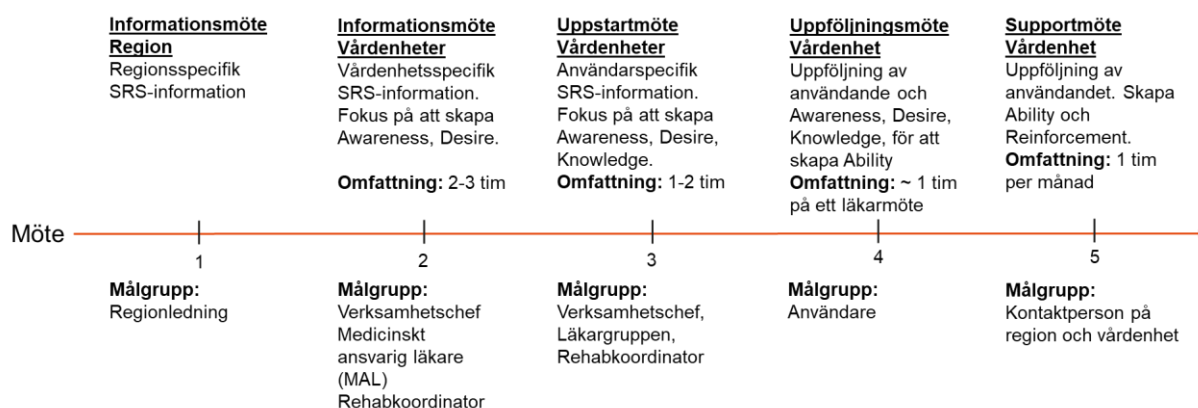 Informationsmöte
Region
Regionsspecifik
SRS-information
Informationsmöte
Vårdenheter
Vårdenhetsspecifik
SRS-information.
Fokus på att skapa
Awareness, Desire.
Omfattning: 2-3 tim
Uppstartmöte
Vårdenheter
Användarspecifik
SRS-information.
Fokus på att skapa
Awareness, Desire,
Knowledge.
Omfattning: 1-2 tim
Uppföljningsmöte
Vårdenhet
Uppföljning av
användande och
Awareness, Desire,
Knowledge, för att
skapa Ability
Omfattning: ~ 1 tim
på ett läkarmöte
Supportmöte
Vårdenhet
Uppföljning av
användandet. Skapa
Ability och
Reinforcement.
Omfattning: 1 tim
per månad
Möte
1
2
3
4
5
Målgrupp:
Regionledning
Målgrupp:
Verksamhetschef
Medicinskt
ansvarig läkare
(MAL)
Rehabkoordinator
Målgrupp:
Verksamhetschef,
Läkargruppen,
Rehabkoordinator
Målgrupp:
Användare
Målgrupp:
Kontaktperson på
region och vårdenhet